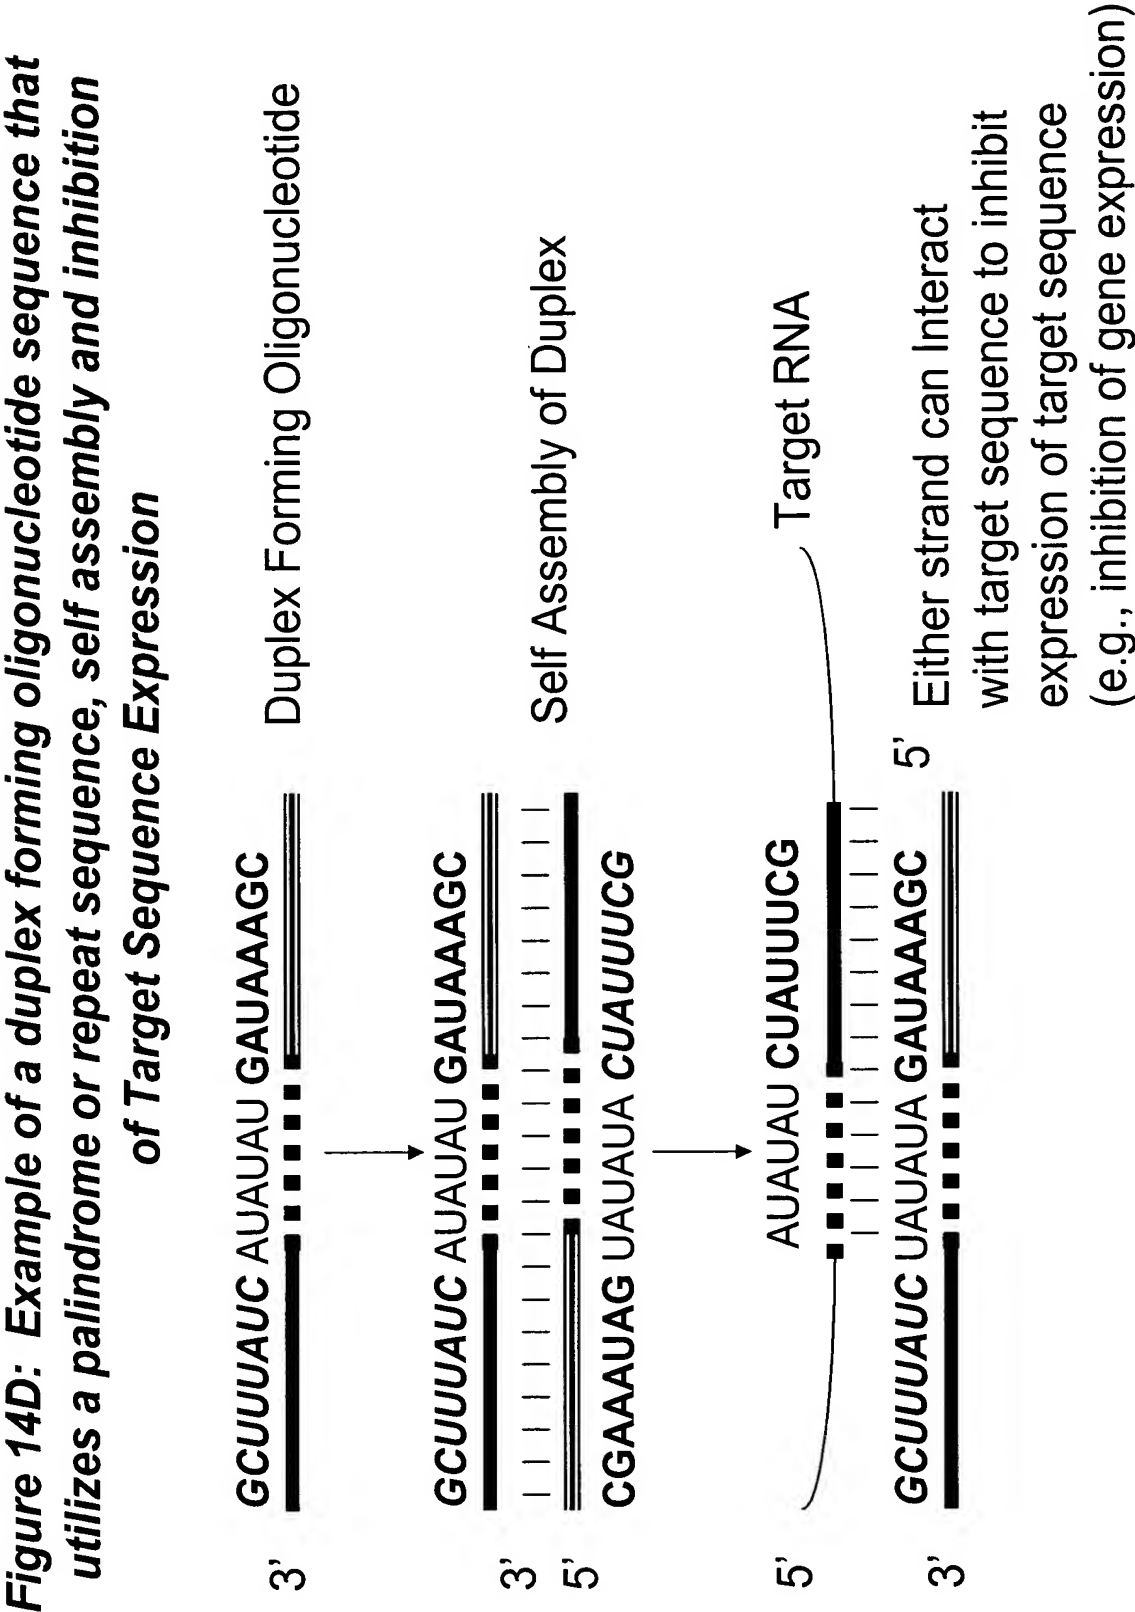 Figure 14D: Example of a duplex forming oligonucleotide sequence that
utilizes a palindrome or repeat sequence, self assembly and inhibition
of Target Sequence Expression
GCUUUAUC AUAUAU GAUAAAGC
3’ Duplex Forming Oligonucleotide
GCUUUAUC AUAUAU GAUAAAGC
3’
5’ Self Assembly of Duplex
CGAAAUAG UAUAUA CUAUUUCG
AUAUAU CUAUUUCG Target RNA
5’
GCUUUAUC UAUAUA GAUAAAGC 5’
3’
Either strand can Interact
with target sequence to inhibit
expression of target sequence
(e.g., inhibition of gene expression)